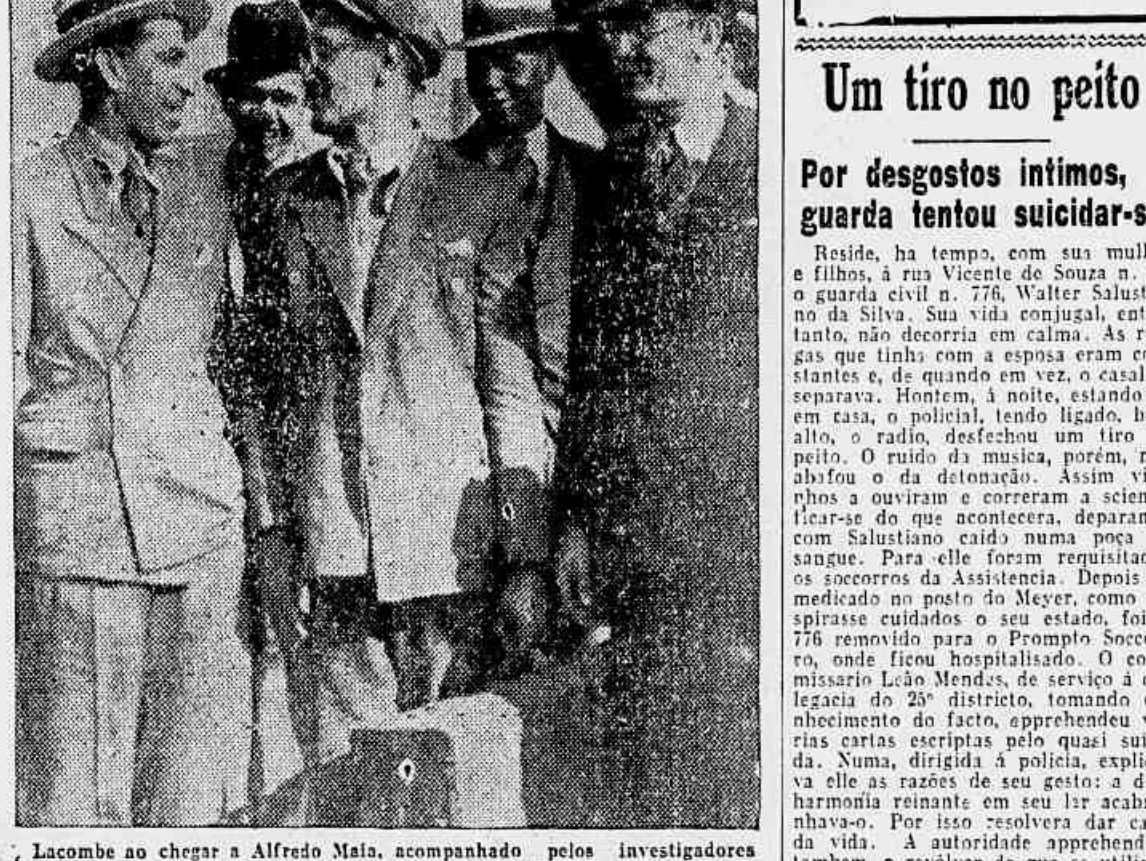 Lacombe ao chegar a Alfredo Maia, acompanhado pelos investigadores
Um tiro no peito
Por desgostos intimos,
guarda tentou suicidar-s
Reside, ha tempo, com sua mulh
e filhos, á rua Vicente de Souza n.
o guarda civil n. 776, Walter Salust
no da Silva. Sua vida conjugal, ent
tanto, não decorria em calma. As r
gas que tinha com a esposa eram c
stantes e, de quando em vez, o casal
separava. Hontem, á noite, estando
em casa, o policial, tendo ligado, b
alto, o radio, desfechou um tiro
peito. O ruido da musica, porém, n
abafou o da detonação. Assim vi
nhos a ouviram e correram a scien
ficar-se do que acontecera, deparan
com Salustiano caido numa poça
sangue. Para elle foram requisitad
os soccorros da Assistencia. Depois
medicado no posto do Meyer, como
spirasse cuidados o seu estado, foi
776 removido para o Prompto Socco
ro, onde ficou hospitalisado. O co
missario Leão Mendes, de serviço á d
legacia do 25° districto, tomando
nhecimento do facto, apprehendeu
rias cartas escriptas pelo quasi sui
da. Numa, dirigida á policia, explic
va elle as razões de seu gesto: a d
harmonia reinante em seu lar acab
nhava-o. Por isso resolvera dar c
da vida. A autoridade apprehen